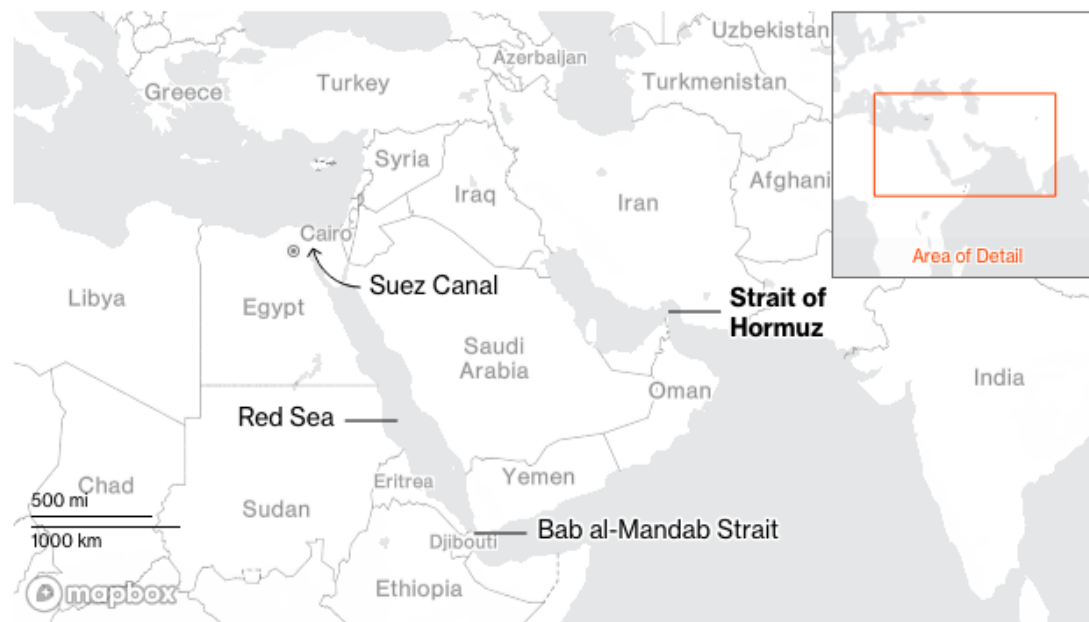 Uzbekistan
Azerbaijan
Turkey
Turkmenistan
Greece
Syria
Afghani
Iraq
Iran
Cairo
Area of Detail
Suez Canal
Libya
Egypt
Strait of
Hormuz
Saudi
Arabia
India
Oman
Red Sea
Yemen
Eritrea
Chad
500 mi
Sudan
Bab al-Mandab Strait
1000 km
Djibouti
Ethiopia
mapbox